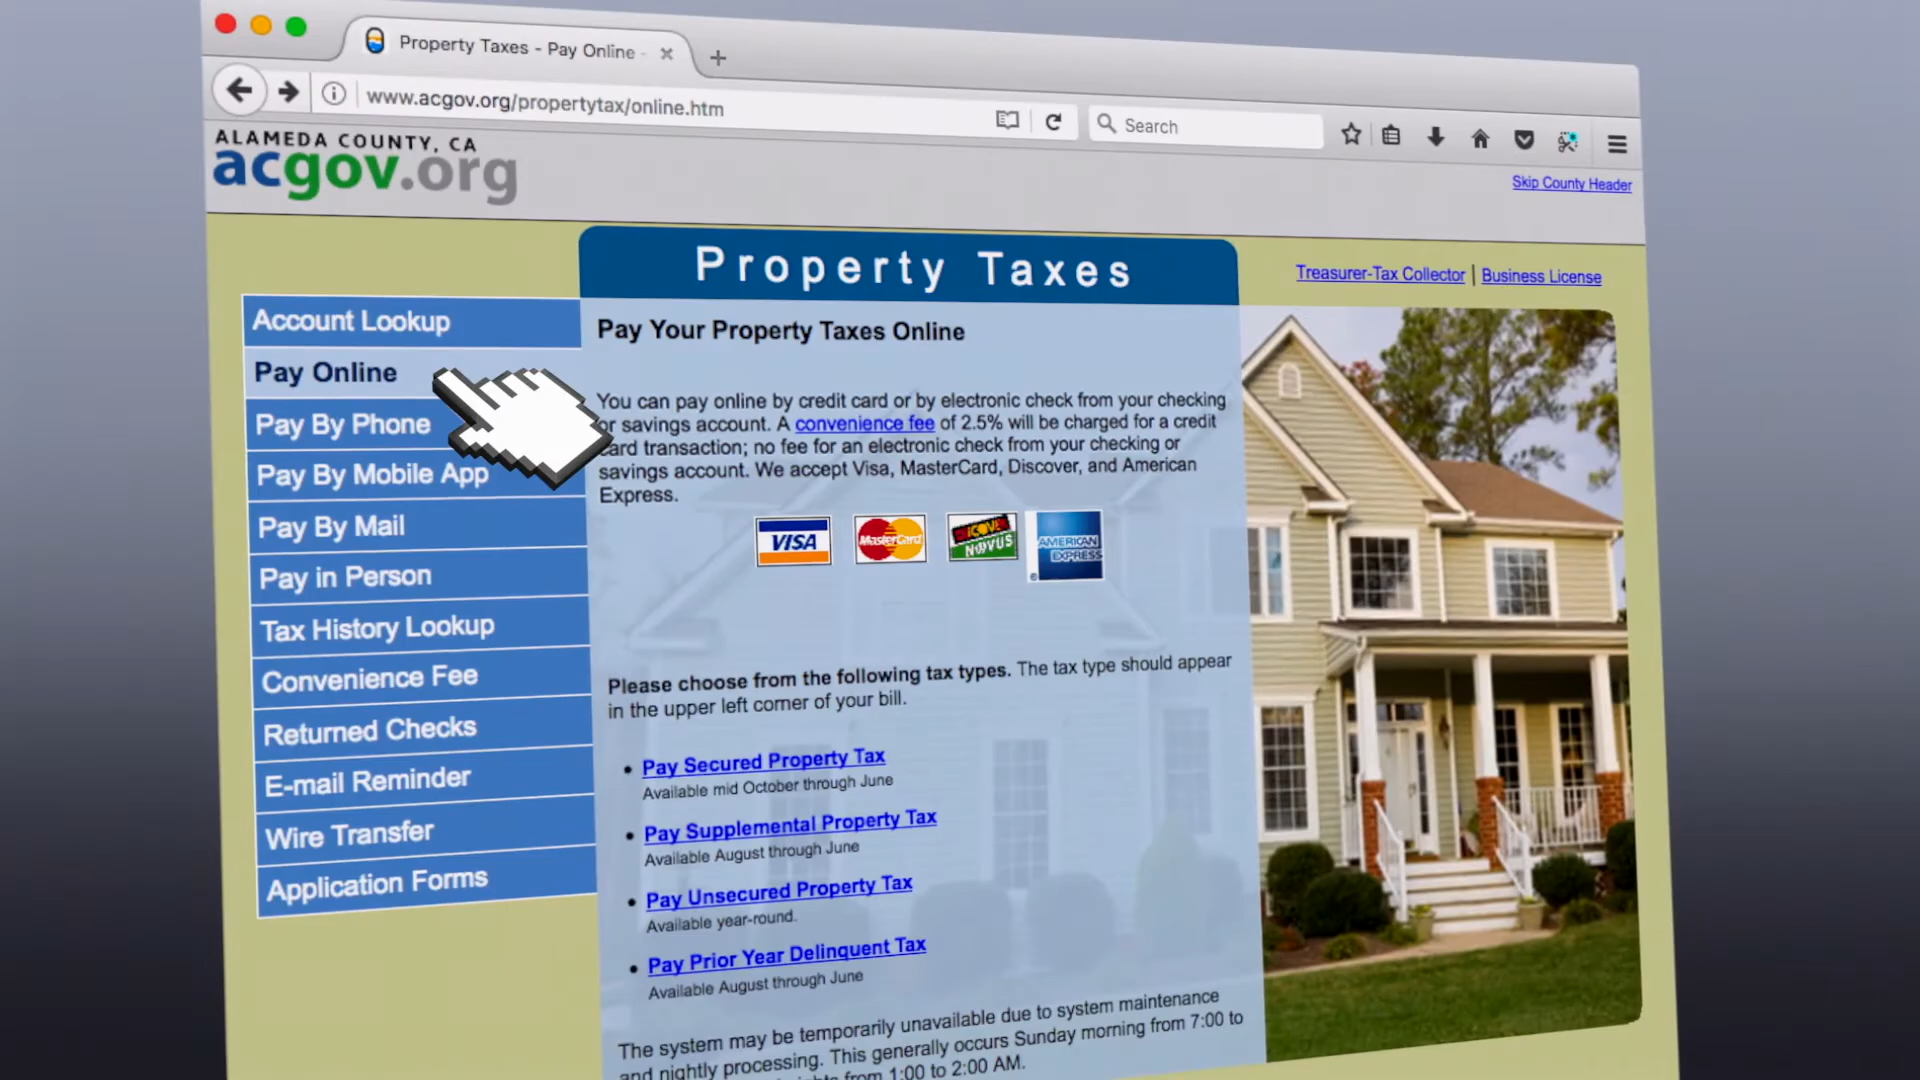 Property Taxes - Pay Online -
www.acgov.org/propertytax/online.htm
Search
ALAMEDA COUNTY, CA
acgov.org
Skip County Header
Property Taxes
Treasurer-Tax Collector | Business License
Account Lookup
Pay Online
Pay By Phone
Pay By Mobile App
Pay By Mail
Pay in Person
Tax History Lookup
Convenience Fee
Returned Checks
E-mail Reminder
Wire Transfer
Application Forms
Pay Your Property Taxes Online
You can pay online by credit card or by electronic check from your checking
or savings account. A convenience fee of 2.5% will be charged for a credit
card transaction; no fee for an electronic check from your checking or
savings account. We accept Visa, MasterCard, Discover, and American
Express.
VISA
MasterCard
DISCOVER
NOVUS
AMERICAN
EXPRESS
Please choose from the following tax types. The tax type should appear
in the upper left corner of your bill.
• Pay Secured Property Tax
Available mid October through June
• Pay Supplemental Property Tax
Available August through June
• Pay Unsecured Property Tax
Available year-round.
• Pay Prior Year Delinquent Tax
Available August through June
The system may be temporarily unavailable due to system maintenance
and nightly processing. This generally occurs Sunday morning from 7:00 to
from 1:00 to 2:00 AM.